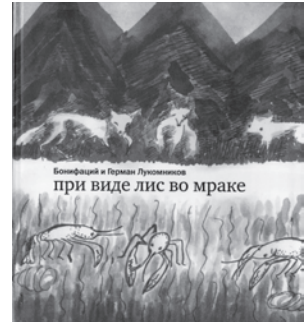 Бонифаций и Герман Лукомников
при виде лис во мраке